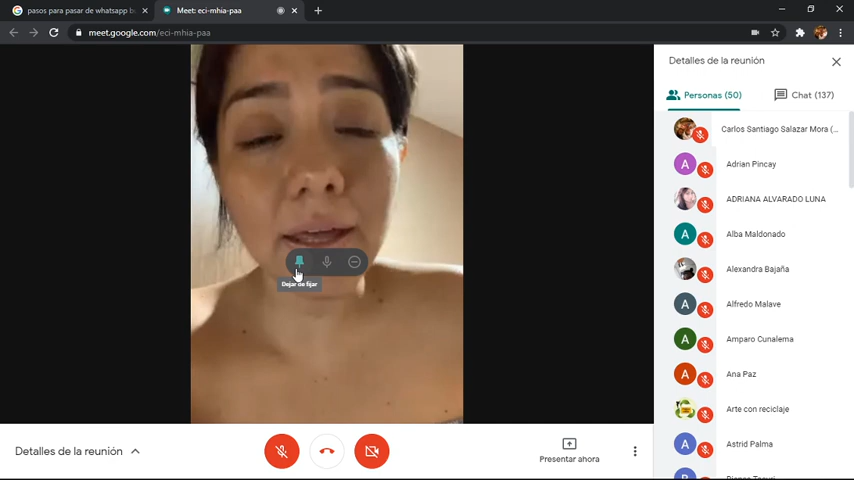 pasos para pasar de whatsapp b
Meet: eci-mhia-paa
meet.google.com/eci-mhia-paa
Dejar de fijar
Detalles de la reunión
Presentar ahora
Detalles de la reunión
Personas (50)
Chat (137)
Carlos Santiago Salazar Mora (...
A Adrian Pincay
ADRIANA ALVARADO LUNA
A Alba Maldonado
Alexandra Bajaña
A Alfredo Malave
A Amparo Cunalema
A Ana Paz
Arte con reciclaje
A Astrid Palma